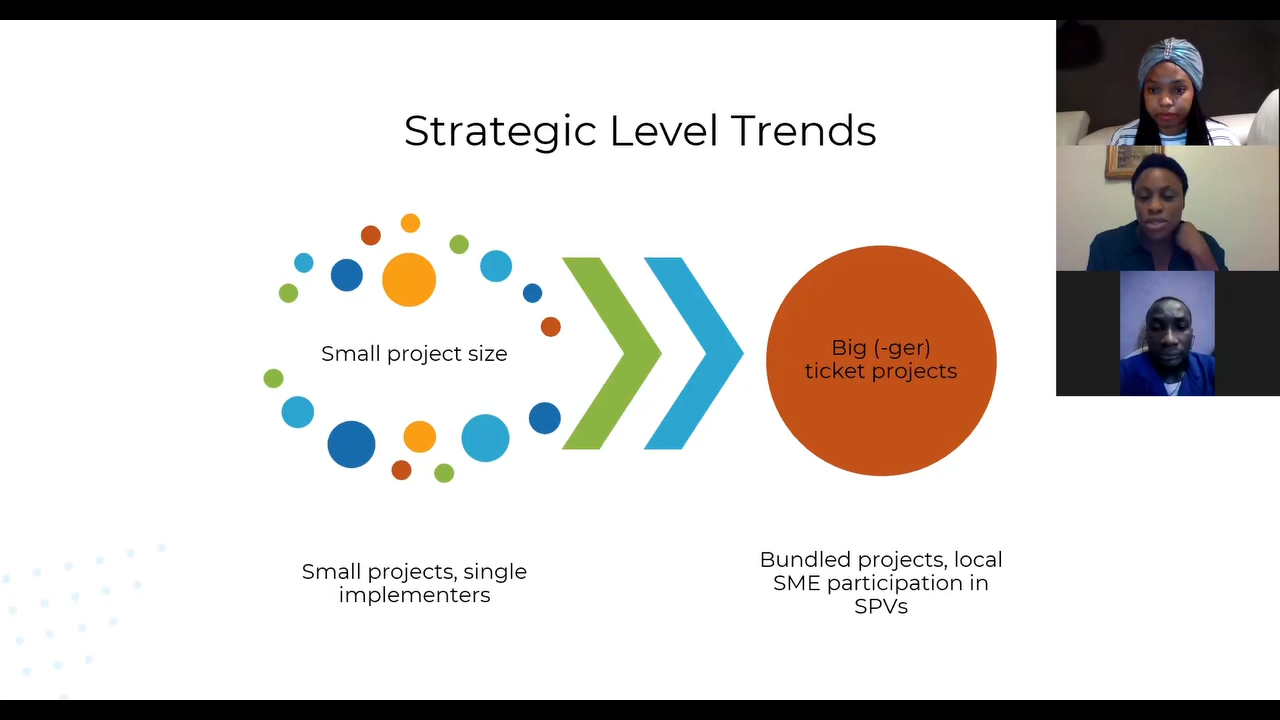 Strategic Level Trends
Small project size
Big (-ger)
ticket projects
Small projects, single
implementers
Bundled projects, local
SME participation in
SPVs